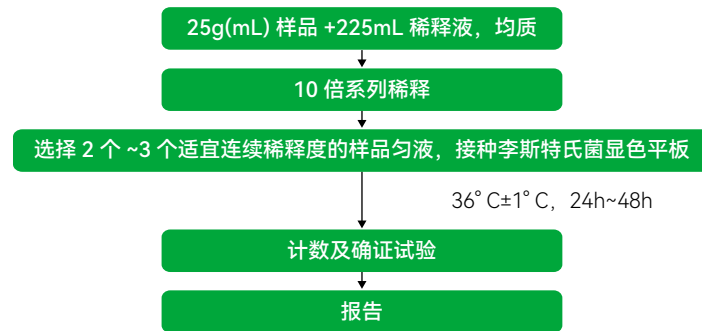 25g(mL) 样品 +225mL 稀释液，均质
10 倍系列稀释
选择 2 个 ~3 个适宜连续稀释度的样品匀液，接种李斯特氏菌显色平板
36° C±1° C，24h~48h
计数及确证试验
报告